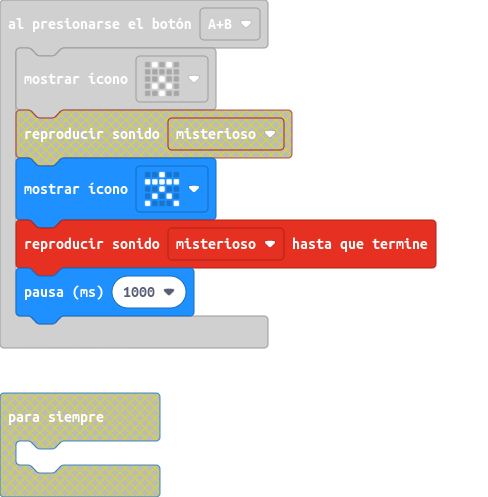 al presionarse el botón A+B
mostrar ícono
reproducir sonido misterioso
mostrar ícono
reproducir sonido misterioso hasta que termine
pausa (ms) 1000
para siempre